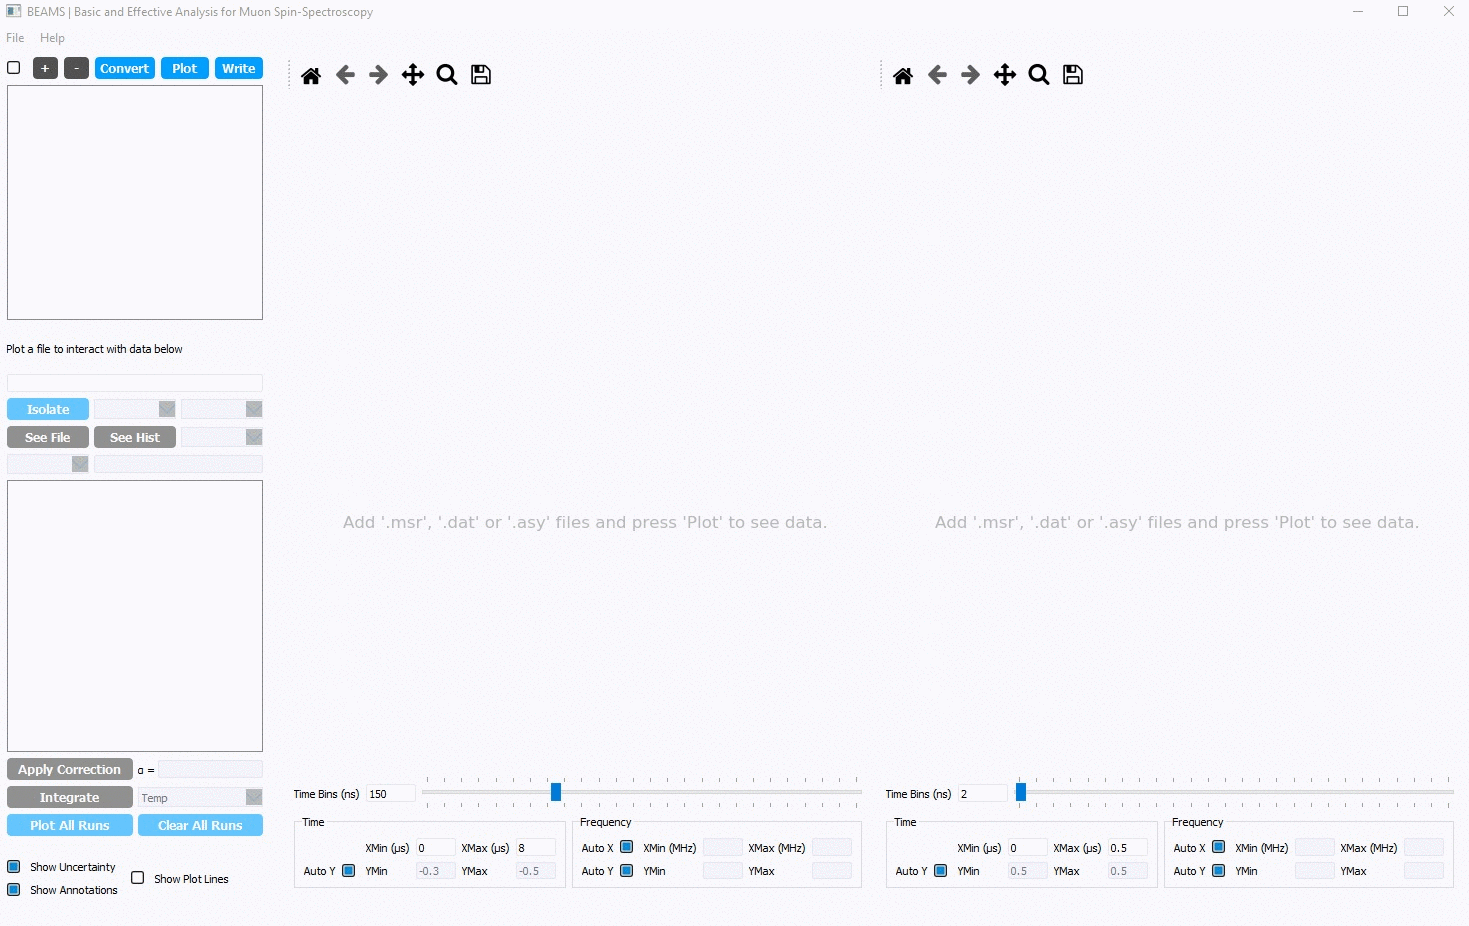 BEAMS | Basic and Effective Analysis for Muon Spin-Spectroscopy
File Help
+ - Convert Plot Write
Plot a file to interact with data below
Isolate
See File See Hist
Add '.msr', '.dat' or '.asy' files and press 'Plot' to see data.
Add '.msr', '.dat' or '.asy' files and press 'Plot' to see data.
Apply Correction α =
Integrate Temp
Plot All Runs Clear All Runs
Show Uncertainty
Show Annotations
Show Plot Lines
Time Bins (ns) 150
Time
XMin (µs) 0 XMax (µs) 8
Auto Y YMin -0.3 YMax -0.5
Frequency
Auto X XMin (MHz) XMax (MHz)
Auto Y YMin YMax
Time Bins (ns) 2
Time
XMin (µs) 0 XMax (µs) 0.5
Auto Y YMin 0.5 YMax 0.5
Frequency
Auto X XMin (MHz) XMax (MHz)
Auto Y YMin YMax